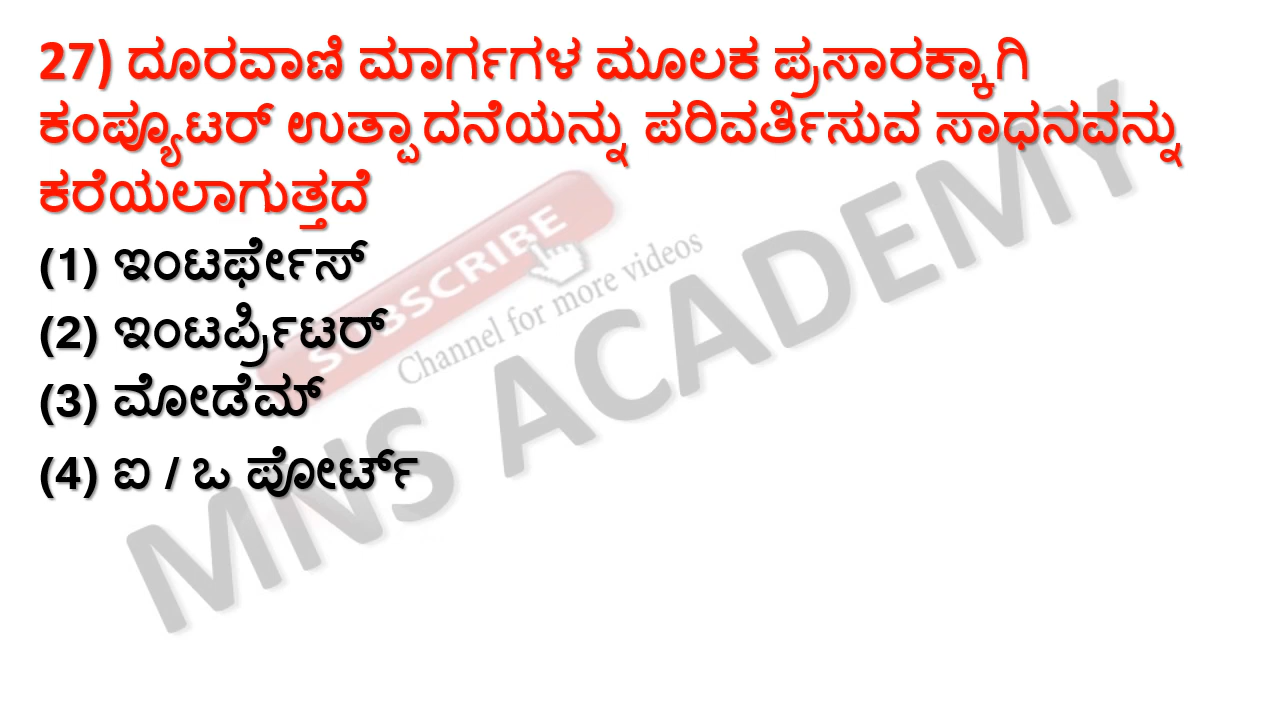 27) ದೂರವಾಣಿ ಮಾರ್ಗಗಳ ಮೂಲಕ ಪ್ರಸಾರಕ್ಕಾಗಿ
ಕಂಪ್ಯೂಟರ್ ಉತ್ಪಾದನೆಯನ್ನು ಪರಿವರ್ತಿಸುವ ಸಾಧನವನ್ನು
ಕರೆಯಲಾಗುತ್ತದೆ
(1) ಇಂಟರ್ಫೇಸ್
(2) ಇಂಟರ್ಪ್ರಿಟರ್
(3) ಮೋಡೆಮ್
(4) ಐ / ಒ ಪೋರ್ಟ್
SUBSCRIBE
Channel for more videos
MNS ACADEMY